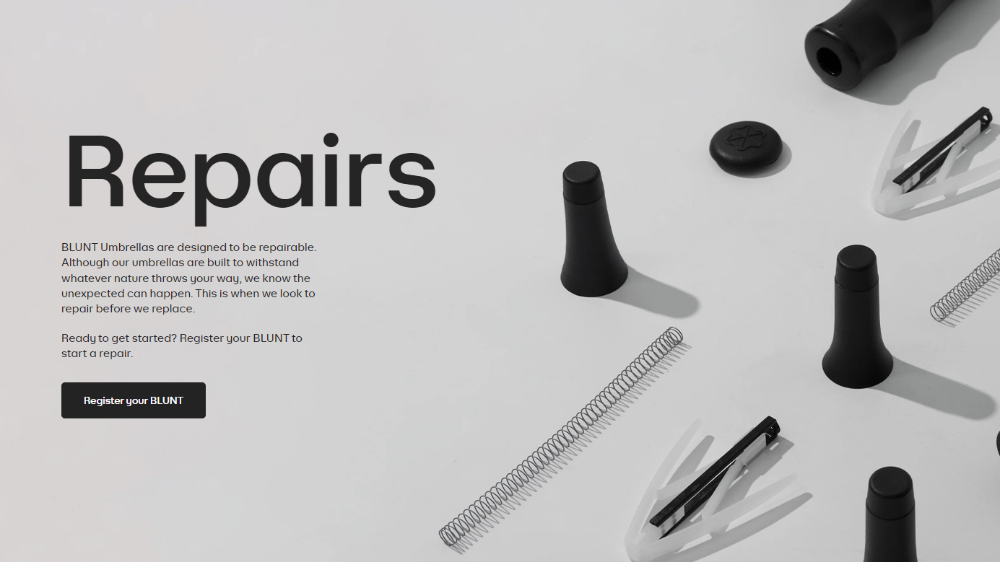 Repairs
BLUNT Umbrellas are designed to be repairable.
Although our umbrellas are built to withstand
whatever nature throws your way, we know the
unexpected can happen. This is when we look to
repair before we replace.
Ready to get started? Register your BLUNT to
start a repair.
Register your BLUNT